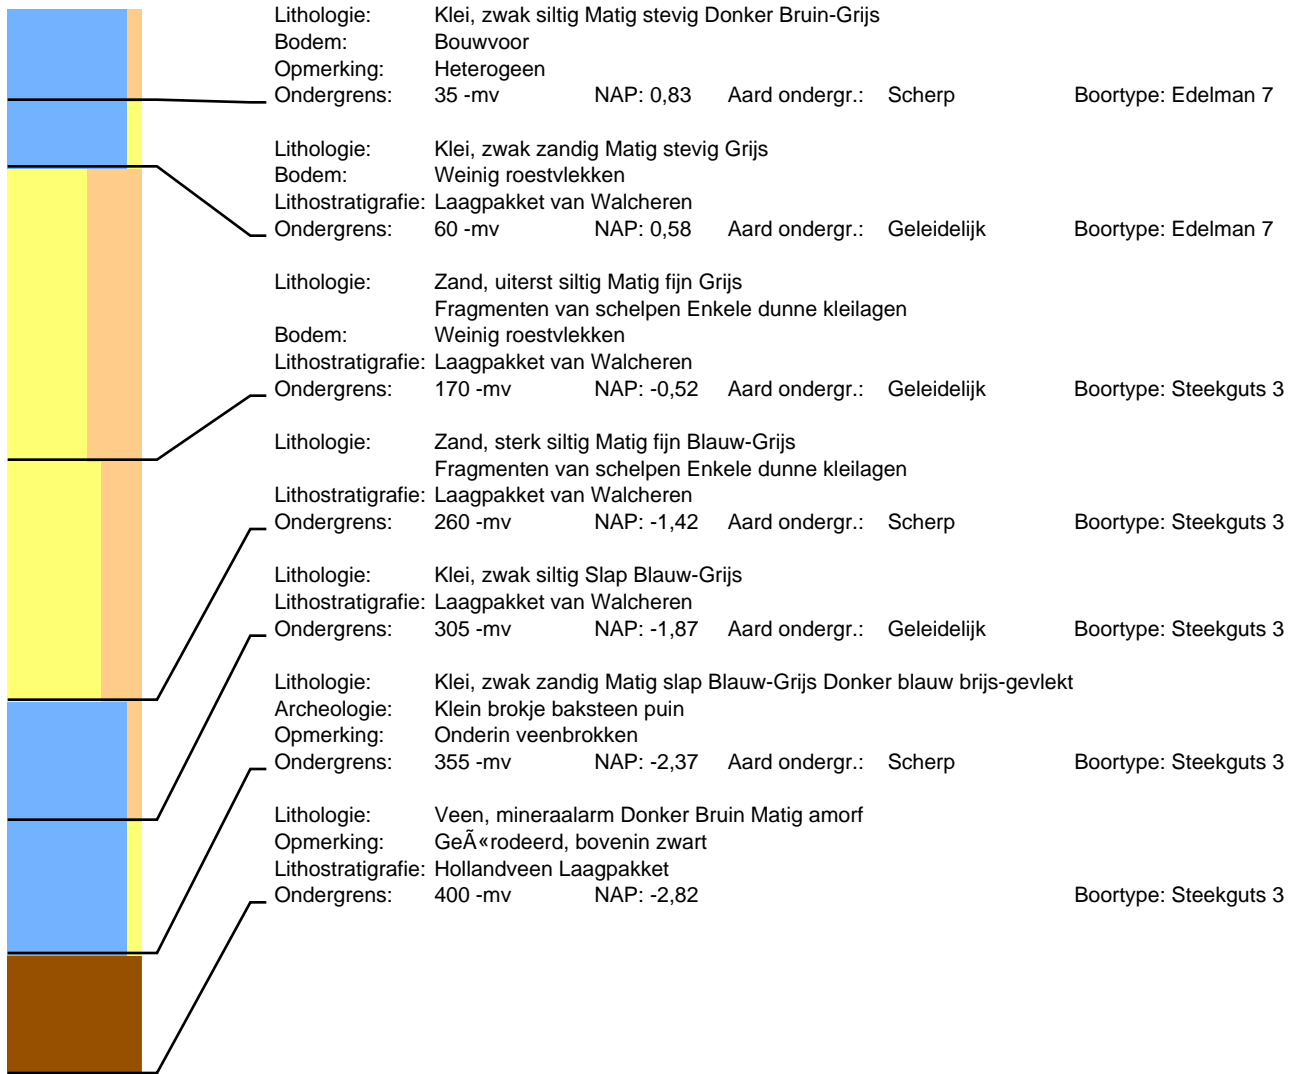 Lithologie: Klei, zwak siltig Matig stevig Donker Bruin-Grijs
Bodem: Bouwvoor
Opmerking: Heterogeen
Ondergrens: 35 -mv NAP: 0,83 Aard ondergr.: Scherp Boortype: Edelman 7
Lithologie: Klei, zwak zandig Matig stevig Grijs
Bodem: Weinig roestvlekken
Lithostratigrafie: Laagpakket van Walcheren
Ondergrens: 60 -mv NAP: 0,58 Aard ondergr.: Geleidelijk Boortype: Edelman 7
Lithologie: Zand, uiterst siltig Matig fijn Grijs
Fragmenten van schelpen Enkele dunne kleilagen
Bodem: Weinig roestvlekken
Lithostratigrafie: Laagpakket van Walcheren
Ondergrens: 170 -mv NAP: -0,52 Aard ondergr.: Geleidelijk Boortype: Steekguts 3
Lithologie: Zand, sterk siltig Matig fijn Blauw-Grijs
Fragmenten van schelpen Enkele dunne kleilagen
Lithostratigrafie: Laagpakket van Walcheren
Ondergrens: 260 -mv NAP: -1,42 Aard ondergr.: Scherp Boortype: Steekguts 3
Lithologie: Klei, zwak siltig Slap Blauw-Grijs
Lithostratigrafie: Laagpakket van Walcheren
Ondergrens: 305 -mv NAP: -1,87 Aard ondergr.: Geleidelijk Boortype: Steekguts 3
Lithologie: Klei, zwak zandig Matig slap Blauw-Grijs Donker blauw brijs-gevlekt
Archeologie: Klein brokje baksteen puin
Opmerking: Onderin veenbrokken
Ondergrens: 355 -mv NAP: -2,37 Aard ondergr.: Scherp Boortype: Steekguts 3
Lithologie: Veen, mineraalarm Donker Bruin Matig amorf
Opmerking: GeÃ«rodeerd, bovenin zwart
Lithostratigrafie: Hollandveen Laagpakket
Ondergrens: 400 -mv NAP: -2,82 Boortype: Steekguts 3